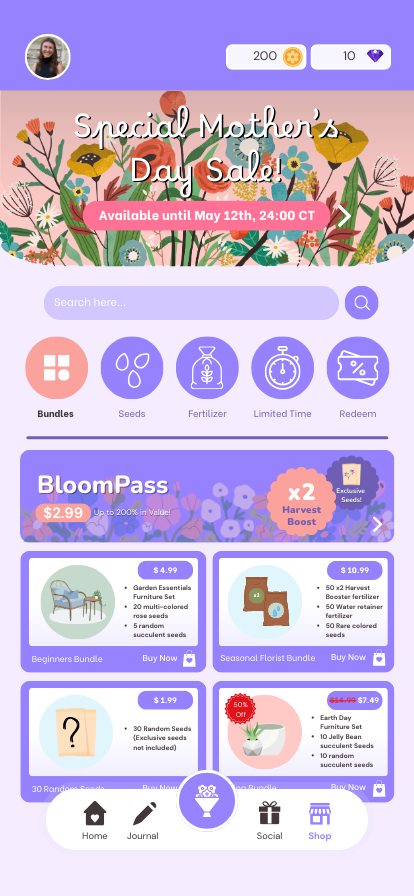 200
10
Special Mother's
Day Sale!
Available until May 12th, 24:00 CT
Search here...
Bundles
Seeds
Fertilizer
Limited Time
Redeem
%
BloomPass
$2.99 Up to 200% in Value!
x2
Harvest
Boost
Exclusive
Seeds!
$ 4.99
Garden Essentials
Furniture Set
20 multi-colored
rose seeds
5 random
succulent seeds
Beginners Bundle
Buy Now
$ 10.99
x2
50 x2 Harvest
Booster fertilizer
50 Water retainer
fertilizer
50 Rare colored
seeds
Seasonal Florist Bundle
Buy Now
$ 1.99
?
30 Random Seeds
(Exclusive seeds
not included)
30 Random Seeds
Buy Now
50%
Off
$14.99 $7.49
Earth Day
Furniture Set
10 Jelly Bean
succulent Seeds
10 random
succulent seeds
Bundle
Buy Now
Home
Journal
Social
Shop